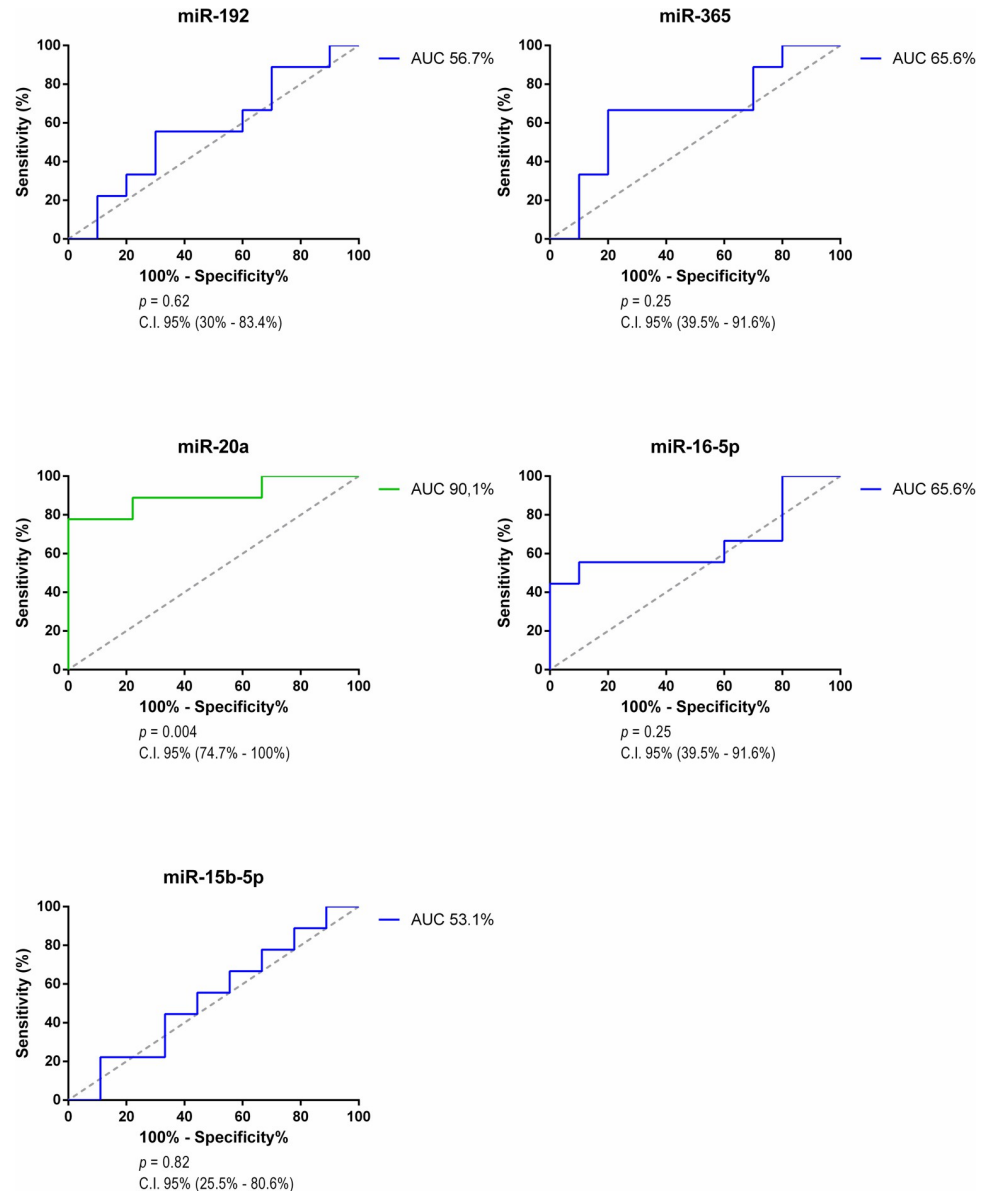 miR-192
100
80
60
40
20
0
Sensitivity (%)
0 20 40 60 80 100
100% - Specificity%
AUC 56.7%
p = 0.62
C.I. 95% (30% - 83.4%)
miR-365
100
80
60
40
20
0
Sensitivity (%)
0 20 40 60 80 100
100% - Specificity%
AUC 65.6%
p = 0.25
C.I. 95% (39.5% - 91.6%)
miR-20a
100
80
60
40
20
0
Sensitivity (%)
0 20 40 60 80 100
100% - Specificity%
AUC 90,1%
p = 0.004
C.I. 95% (74.7% - 100%)
miR-16-5p
100
80
60
40
20
0
Sensitivity (%)
0 20 40 60 80 100
100% - Specificity%
AUC 65.6%
p = 0.25
C.I. 95% (39.5% - 91.6%)
miR-15b-5p
100
80
60
40
20
0
Sensitivity (%)
0 20 40 60 80 100
100% - Specificity%
AUC 53.1%
p = 0.82
C.I. 95% (25.5% - 80.6%)